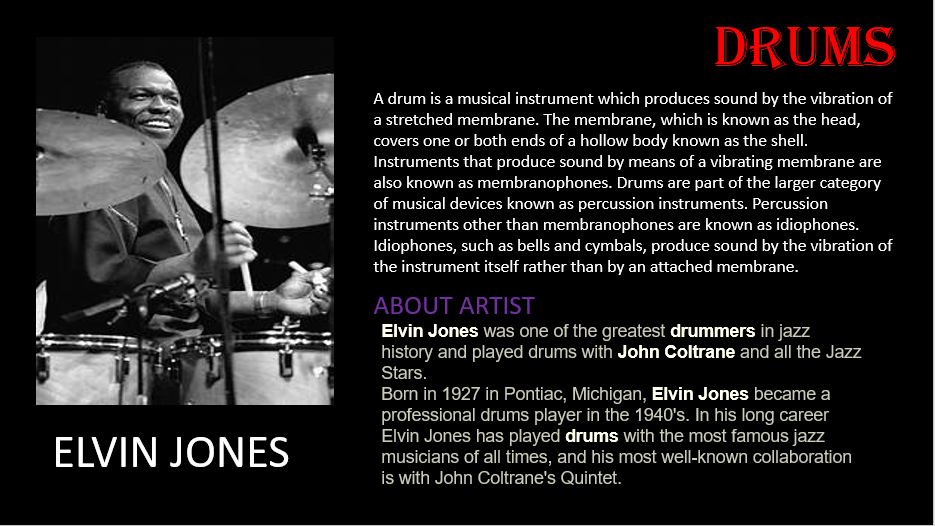 DRUMS
A drum is a musical instrument which produces sound by the vibration of
a stretched membrane. The membrane, which is known as the head,
covers one or both ends of a hollow body known as the shell.
Instruments that produce sound by means of a vibrating membrane are
also known as membranophones. Drums are part of the larger category
of musical devices known as percussion instruments. Percussion
instruments other than membranophones are known as idiophones.
Idiophones, such as bells and cymbals, produce sound by the vibration of
the instrument itself rather than by an attached membrane.
ABOUT ARTIST
Elvin Jones was one of the greatest drummers in jazz
history and played drums with John Coltrane and all the Jazz
Stars.
Born in 1927 in Pontiac, Michigan, Elvin Jones became a
professional drums player in the 1940's. In his long career
Elvin Jones has played drums with the most famous jazz
musicians of all times, and his most well-known collaboration
is with John Coltrane's Quintet.
ELVIN JONES